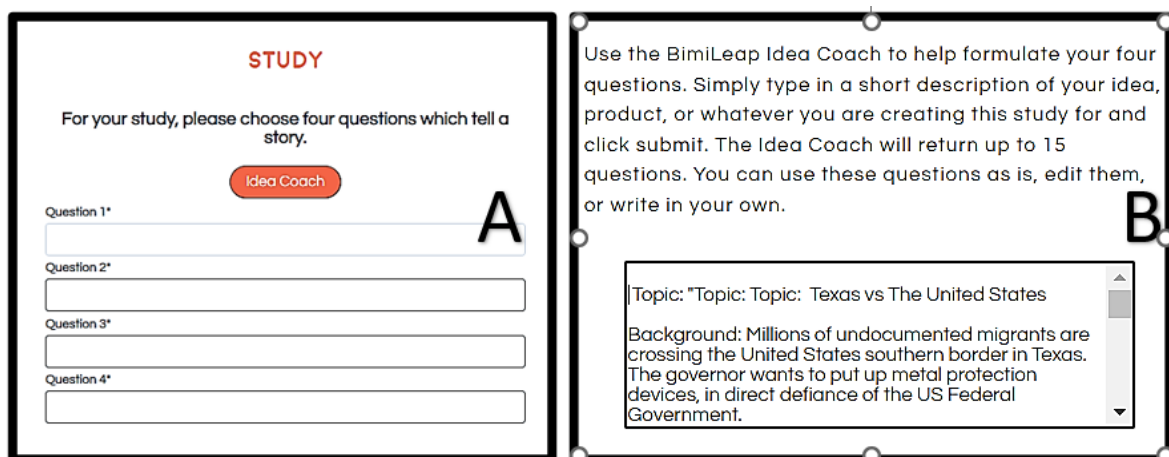 STUDY
For your study, please choose four questions which tell a
story.
Idea Coach
Question 1*
Question 2*
Question 3*
Question 4*
A
Use the BimiLeap Idea Coach to help formulate your four
questions. Simply type in a short description of your idea,
product, or whatever you are creating this study for and
click submit. The Idea Coach will return up to 15
questions. You can use these questions as is, edit them,
or write in your own.
B
Topic: "Topic: Topic: Texas vs The United States
Background: Millions of undocumented migrants are
crossing the United States southern border in Texas.
The governor wants to put up metal protection
devices, in direct defiance of the US Federal
Government.